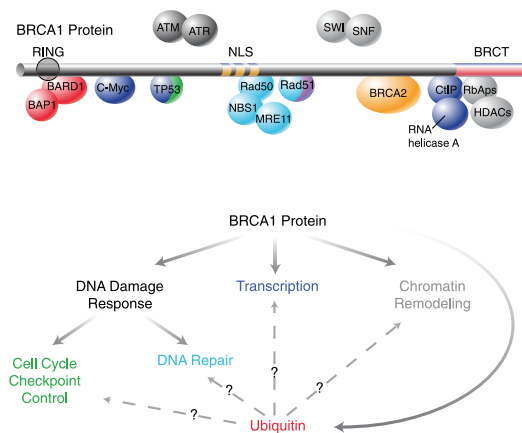 BRCA1 Protein
RING
ATM
ATR
NLS
SWI
SNF
BRCT
BARD1
BAP1
C-Myc
TP53
Rad50
Rad51
NBS1
MRE11
BRCA2
CtIP
RbAps
HDACs
RNA
helicase A
BRCA1 Protein
DNA Damage
Response
Transcription
Chromatin
Remodeling
Cell Cycle
Checkpoint
Control
DNA Repair
?
?
?
?
Ubiquitin